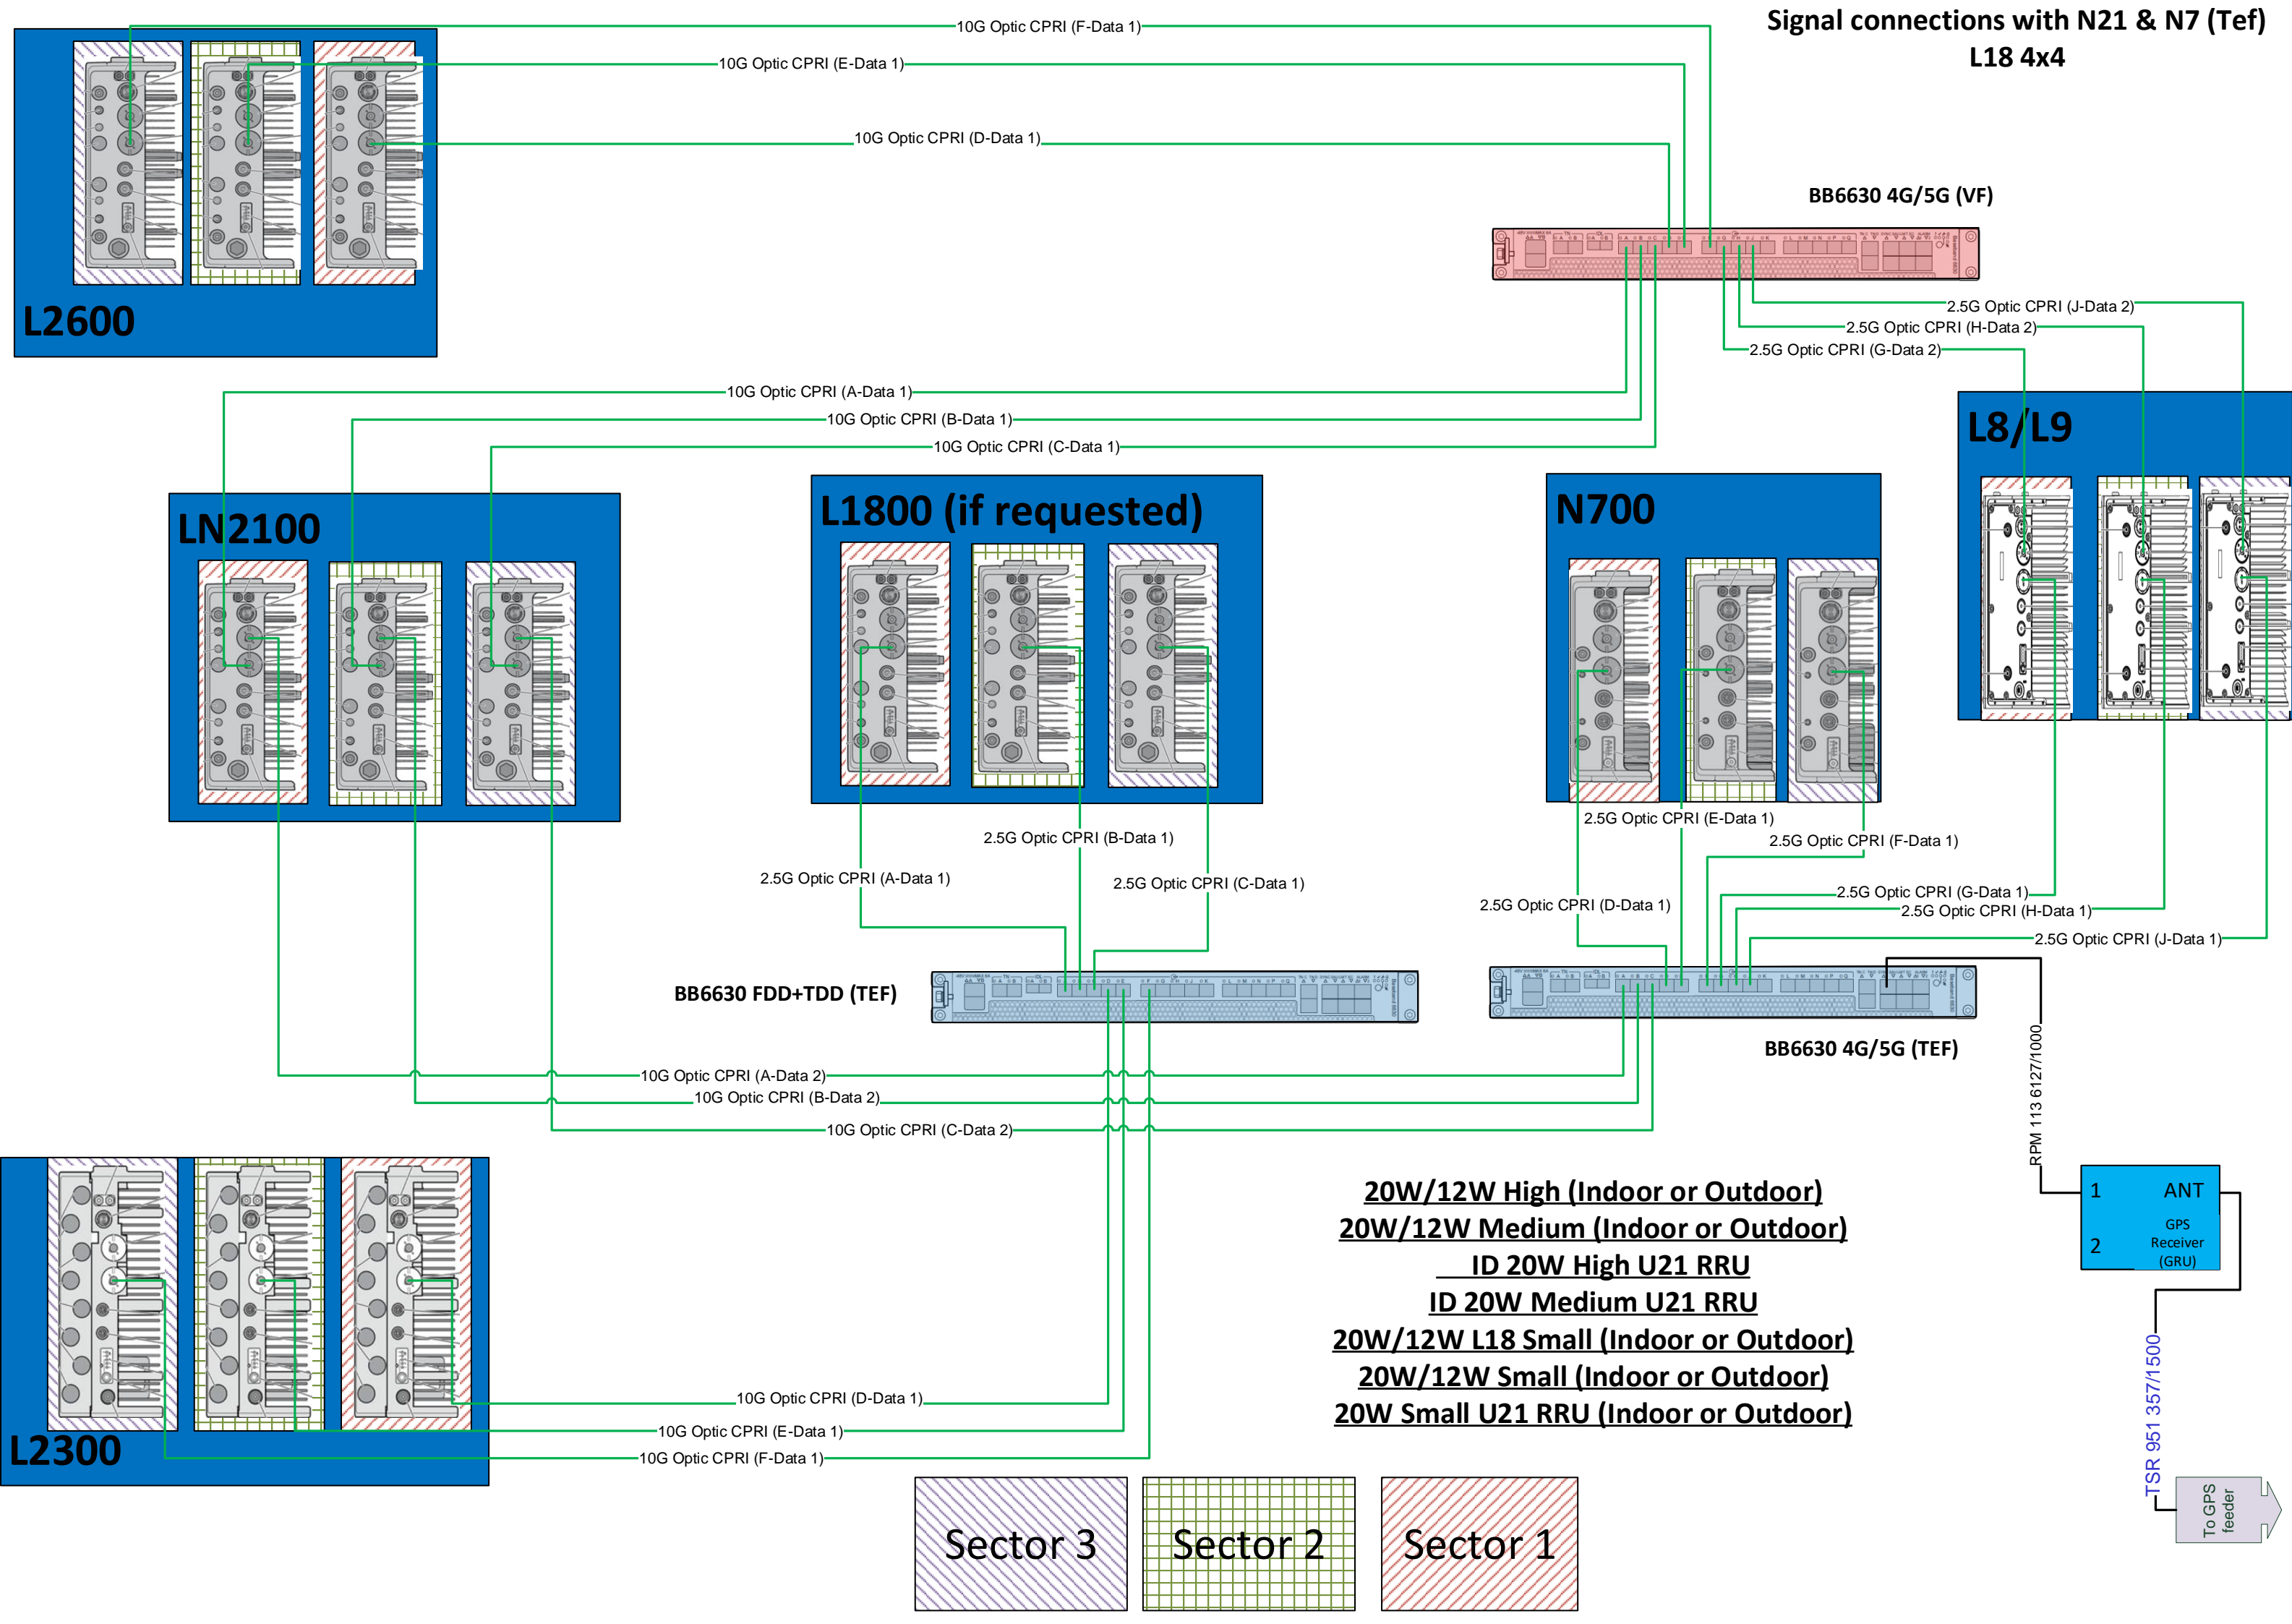 Signal connections with N21 & N7 (Tef)
L18 4x4
10G Optic CPRI (F-Data 1)
10G Optic CPRI (E-Data 1)
10G Optic CPRI (D-Data 1)
L2600
BB6630 4G/5G (VF)
2.5G Optic CPRI (J-Data 2)
2.5G Optic CPRI (H-Data 2)
2.5G Optic CPRI (G-Data 2)
10G Optic CPRI (A-Data 1)
10G Optic CPRI (B-Data 1)
10G Optic CPRI (C-Data 1)
L8/L9
LN2100
L1800 (if requested)
N700
2.5G Optic CPRI (E-Data 1)
2.5G Optic CPRI (B-Data 1)
2.5G Optic CPRI (F-Data 1)
2.5G Optic CPRI (A-Data 1)
2.5G Optic CPRI (C-Data 1)
2.5G Optic CPRI (G-Data 1)
2.5G Optic CPRI (D-Data 1)
2.5G Optic CPRI (H-Data 1)
2.5G Optic CPRI (J-Data 1)
BB6630 FDD+TDD (TEF)
BB6630 4G/5G (TEF)
10G Optic CPRI (A-Data 2)
10G Optic CPRI (B-Data 2)
10G Optic CPRI (C-Data 2)
RPM 113 6127/1000
1
ANT
2
GPS
Receiver
(GRU)
20W/12W High (Indoor or Outdoor)
20W/12W Medium (Indoor or Outdoor)
ID 20W High U21 RRU
ID 20W Medium U21 RRU
20W/12W L18 Small (Indoor or Outdoor)
20W/12W Small (Indoor or Outdoor)
20W Small U21 RRU (Indoor or Outdoor)
TSR 951 357/1500
To GPS
feeder
10G Optic CPRI (D-Data 1)
10G Optic CPRI (E-Data 1)
10G Optic CPRI (F-Data 1)
L2300
Sector 3
Sector 2
Sector 1